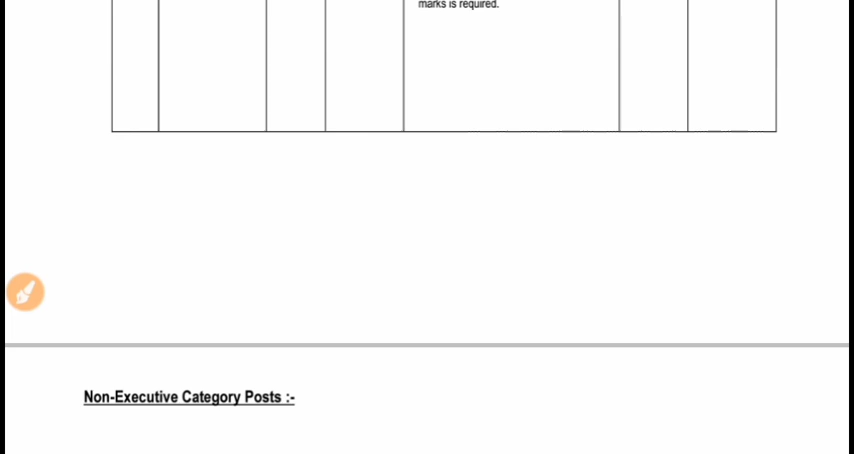 marks is required.
Non-Executive Category Posts :-